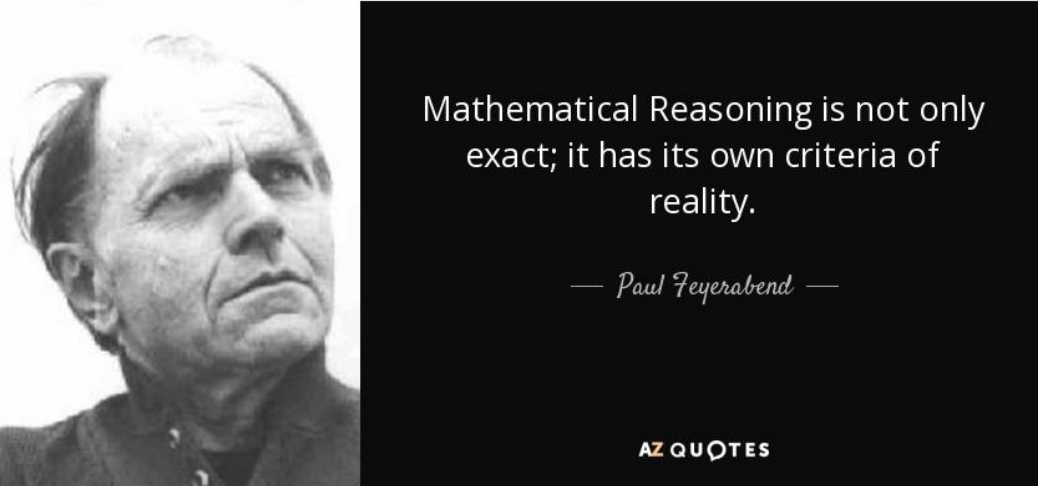 Mathematical Reasoning is not only
exact; it has its own criteria of
reality.
Paul Feyerabend
AZ QUOTES